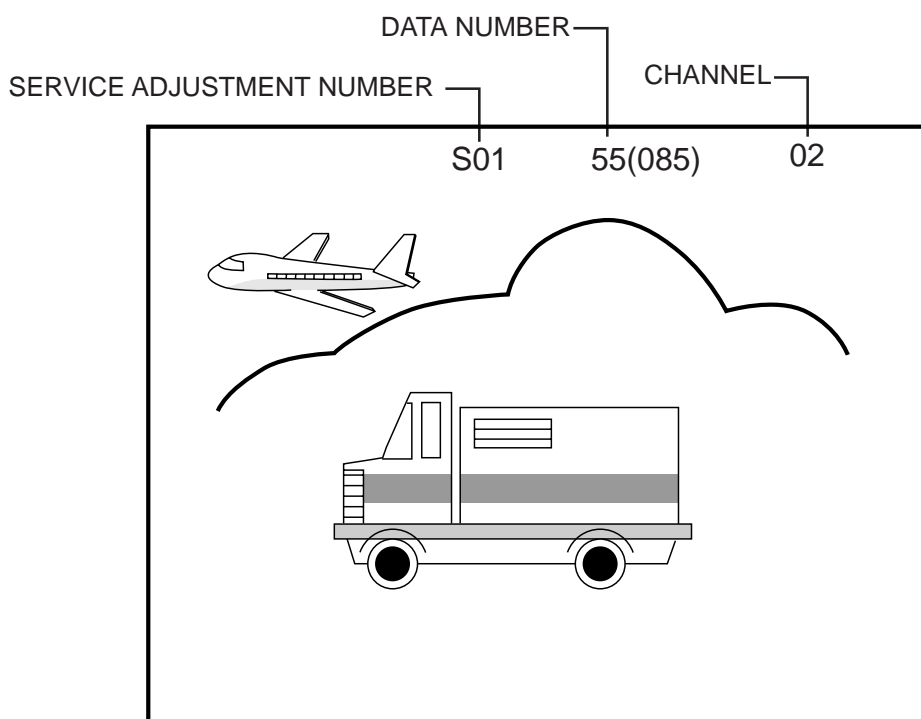 DATA NUMBER
SERVICE ADJUSTMENT NUMBER
CHANNEL
S01 55(085) 02